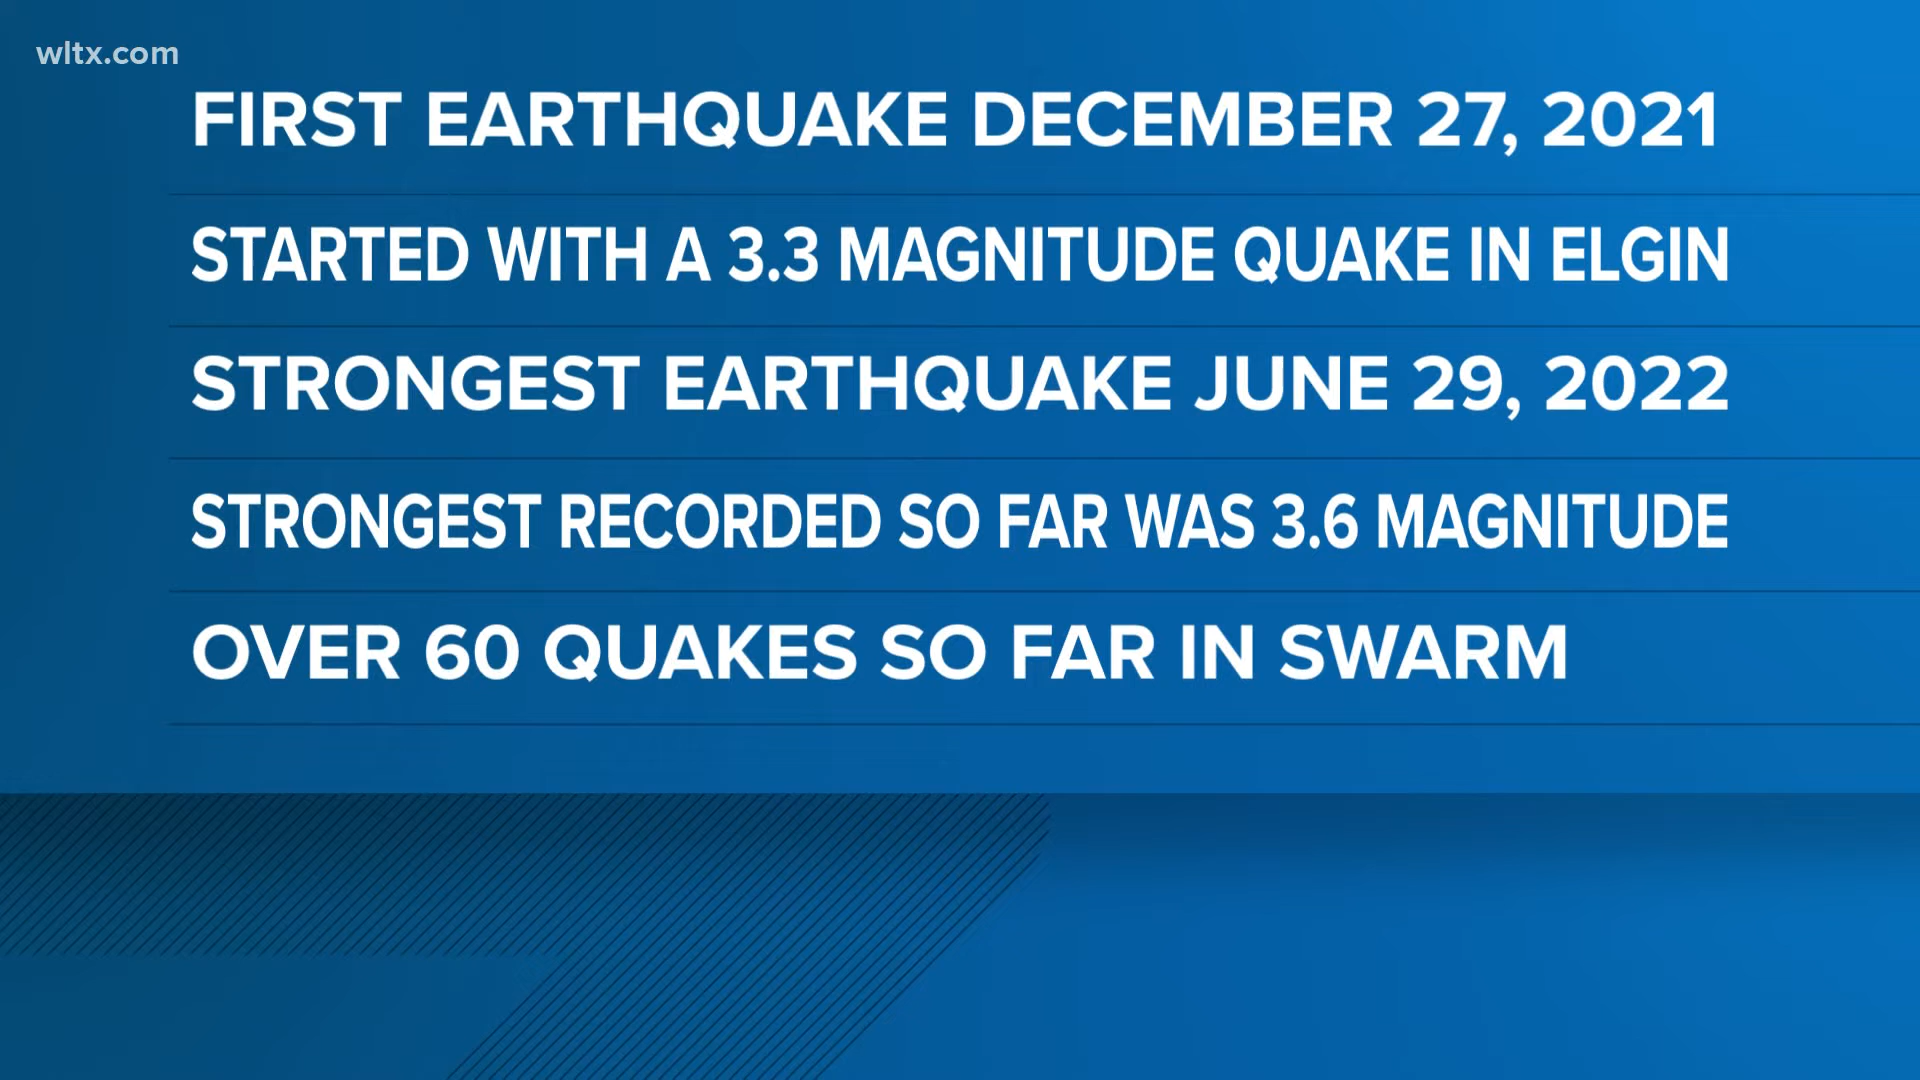 wltx.com
FIRST EARTHQUAKE DECEMBER 27, 2021
STARTED WITH A 3.3 MAGNITUDE QUAKE IN ELGIN
STRONGEST EARTHQUAKE JUNE 29, 2022
STRONGEST RECORDED SO FAR WAS 3.6 MAGNITUDE
OVER 60 QUAKES SO FAR IN SWARM